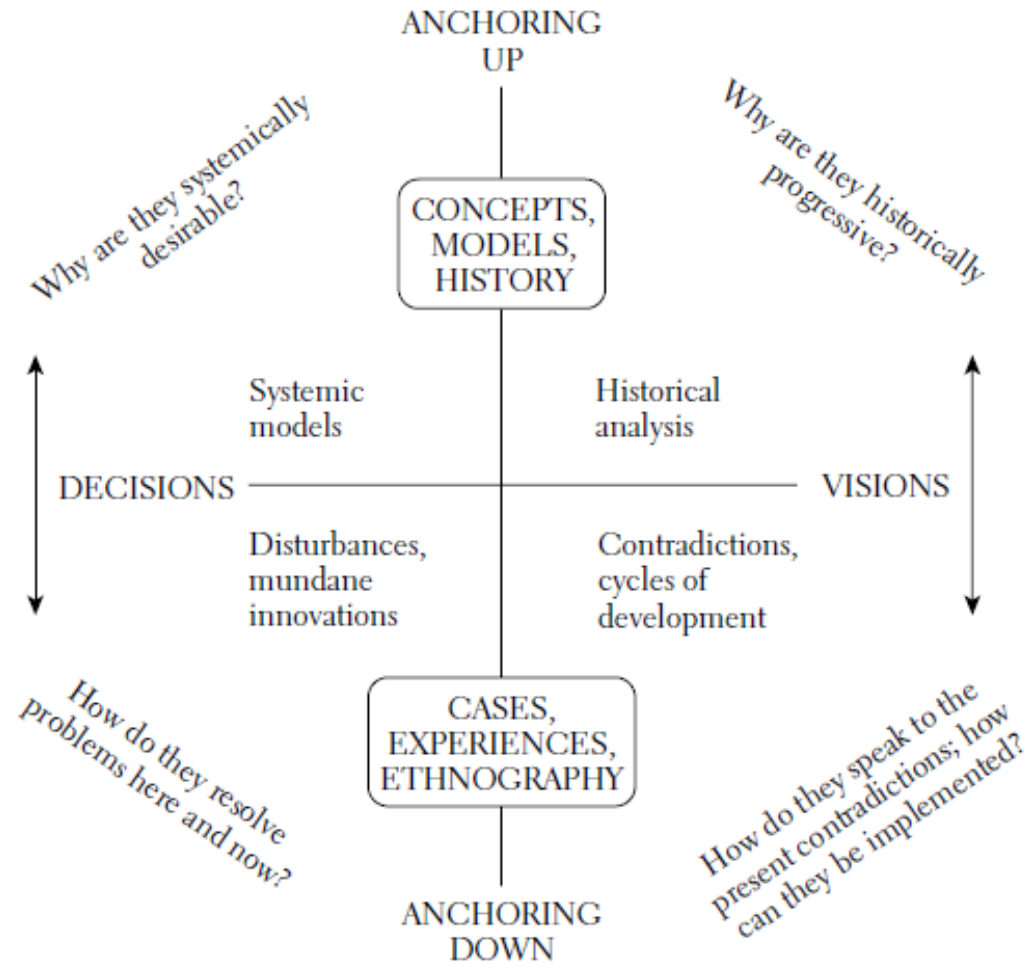 ANCHORING
UP
Why are they systemically
desirable?
Why are they historically
progressive?
CONCEPTS,
MODELS,
HISTORY
Systemic
models
Historical
analysis
DECISIONS
VISIONS
Disturbances,
mundane
innovations
Contradictions,
cycles of
development
CASES,
EXPERIENCES,
ETHNOGRAPHY
How do they resolve
problems here and now?
How do they speak to the
present contradictions; how
can they be implemented?
ANCHORING
DOWN